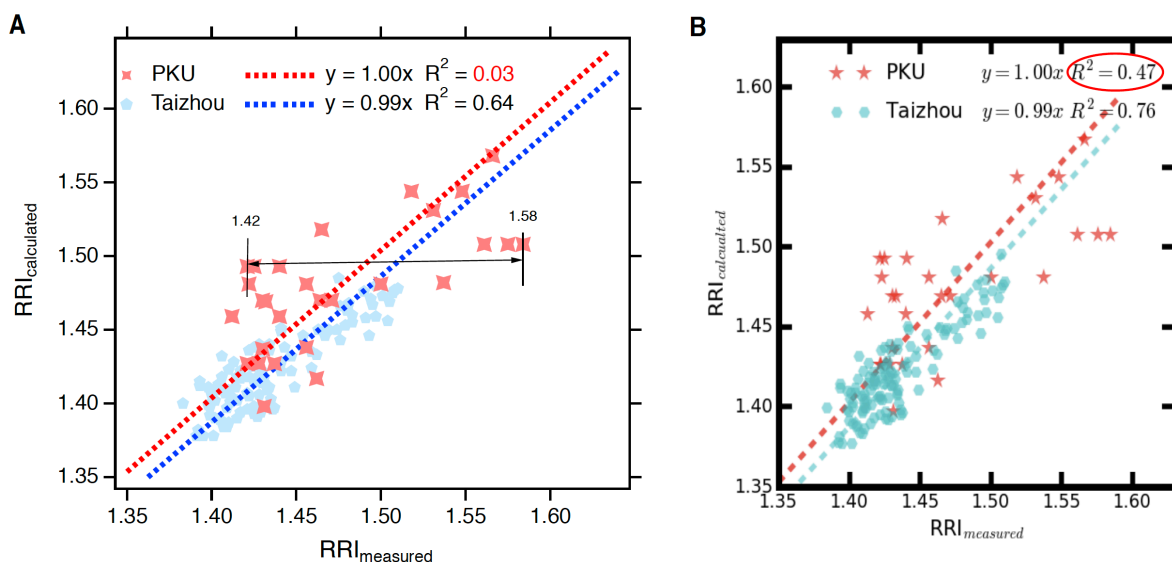 A
PKU y = 1.00x R² = 0.03
Taizhou y = 0.99x R² = 0.64
1.42
1.58
RRIcalculated
1.60
1.55
1.50
1.45
1.40
1.35
1.35 1.40 1.45 1.50 1.55 1.60
RRImeasured
B
PKU y = 1.00x R² = 0.47
Taizhou y = 0.99x R² = 0.76
RRIcalcualted
1.60
1.55
1.50
1.45
1.40
1.35
1.35 1.40 1.45 1.50 1.55 1.60
RRImeasured